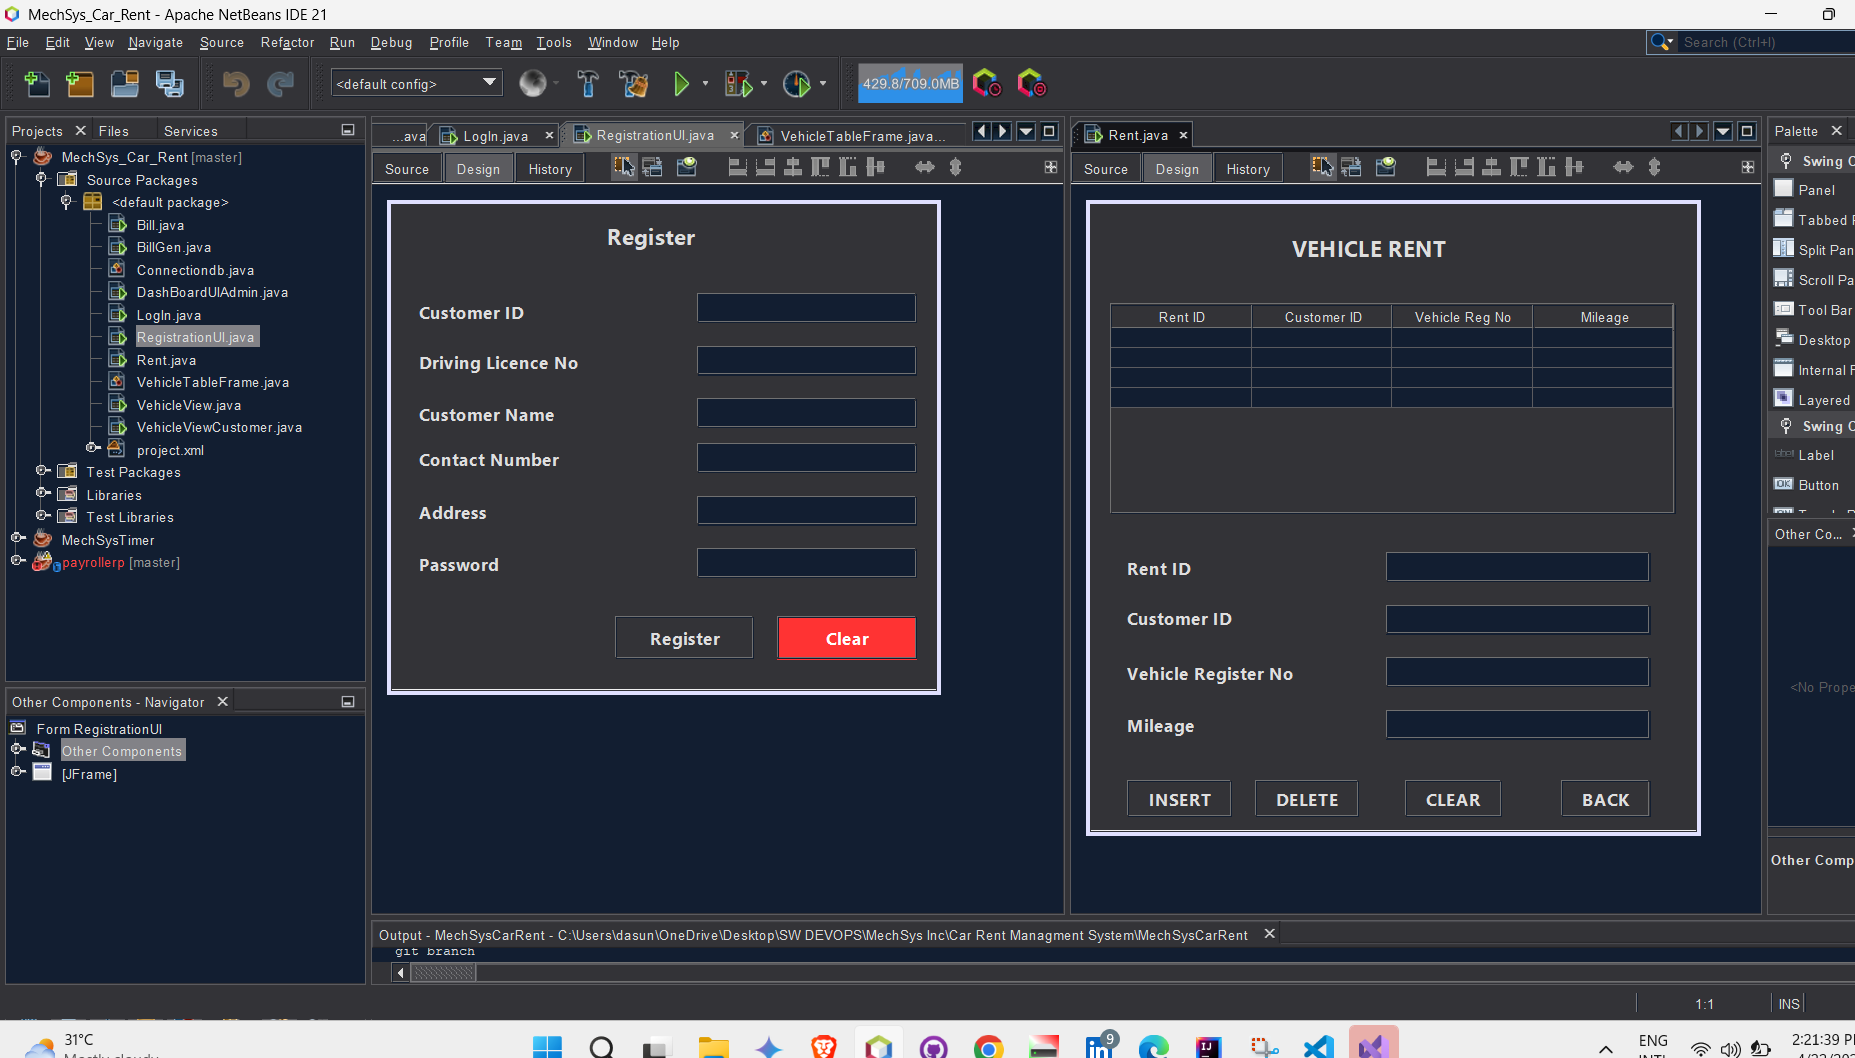 MechSys_Car_Rent - Apache NetBeans IDE 21
File Edit View Navigate Source Refactor Run Debug Profile Team Tools Window Help
Search (Ctrl+I)
<default config>
429.8/709.0MB
Projects Files Services
MechSys_Car_Rent [master]
Source Packages
<default package>
Bill.java
BillGen.java
Connectiondb.java
DashBoardUIAdmin.java
LogIn.java
RegistrationUI.java
Rent.java
VehicleTableFrame.java
VehicleView.java
VehicleViewCustomer.java
project.xml
Test Packages
Libraries
Test Libraries
MechSysTimer
payrollerp [master]
Other Components - Navigator
Form RegistrationUI
Other Components
[JFrame]
...ava LogIn.java RegistrationUI.java VehicleTableFrame.java...
Source Design History
Register
Customer ID
Driving Licence No
Customer Name
Contact Number
Address
Password
Register Clear
Rent.java
Source Design History
VEHICLE RENT
Rent ID Customer ID Vehicle Reg No Mileage
Rent ID
Customer ID
Vehicle Register No
Mileage
INSERT DELETE CLEAR BACK
Palette
Swing C
Panel
Tabbed
Split Pan
Scroll Pa
Tool Bar
Desktop
Internal F
Layered
Swing C
label Label
OK Button
Other Co...
<No Prope
Other Comp
Output - MechSysCarRent - C:\Users\dasun\OneDrive\Desktop\SW DEVOPS\MechSys Inc\Car Rent Managment System\MechSysCarRent
git branch
1:1 INS
31°C
9
IJ
ENG
2:21:39